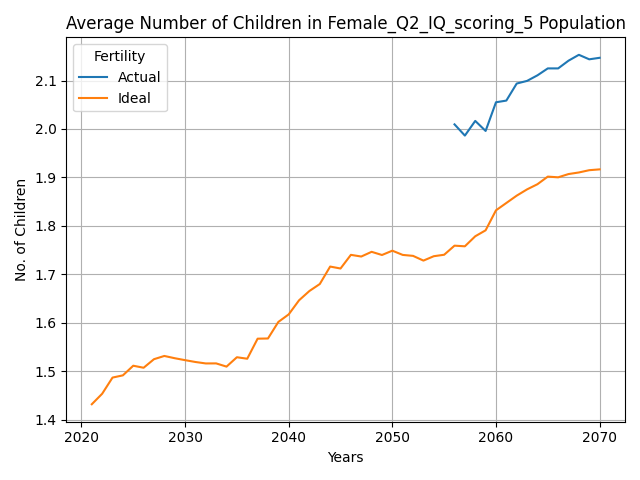 Average Number of Children in Female_Q2_IQ_scoring_5 Population
Fertility
Actual
Ideal
No. of Children
2.1
2.0
1.9
1.8
1.7
1.6
1.5
1.4
2020 2030 2040 2050 2060 2070
Years